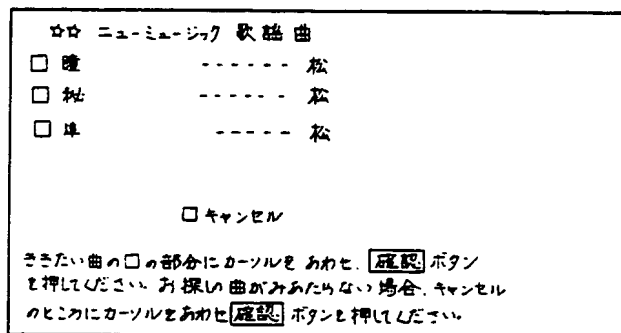 ☆☆ ニューミュージック 歌謡曲
□ 瞳 ------ 松
□ 秘 ------ 松
□ 準 ----- 松
□ キャンセル
ききたい曲の□の部分にカーソルをあわせ、確認ボタン
を押してください。お探しの曲がみあたらない場合、キャンセル
のところにカーソルをあわせ確認ボタンを押してください。